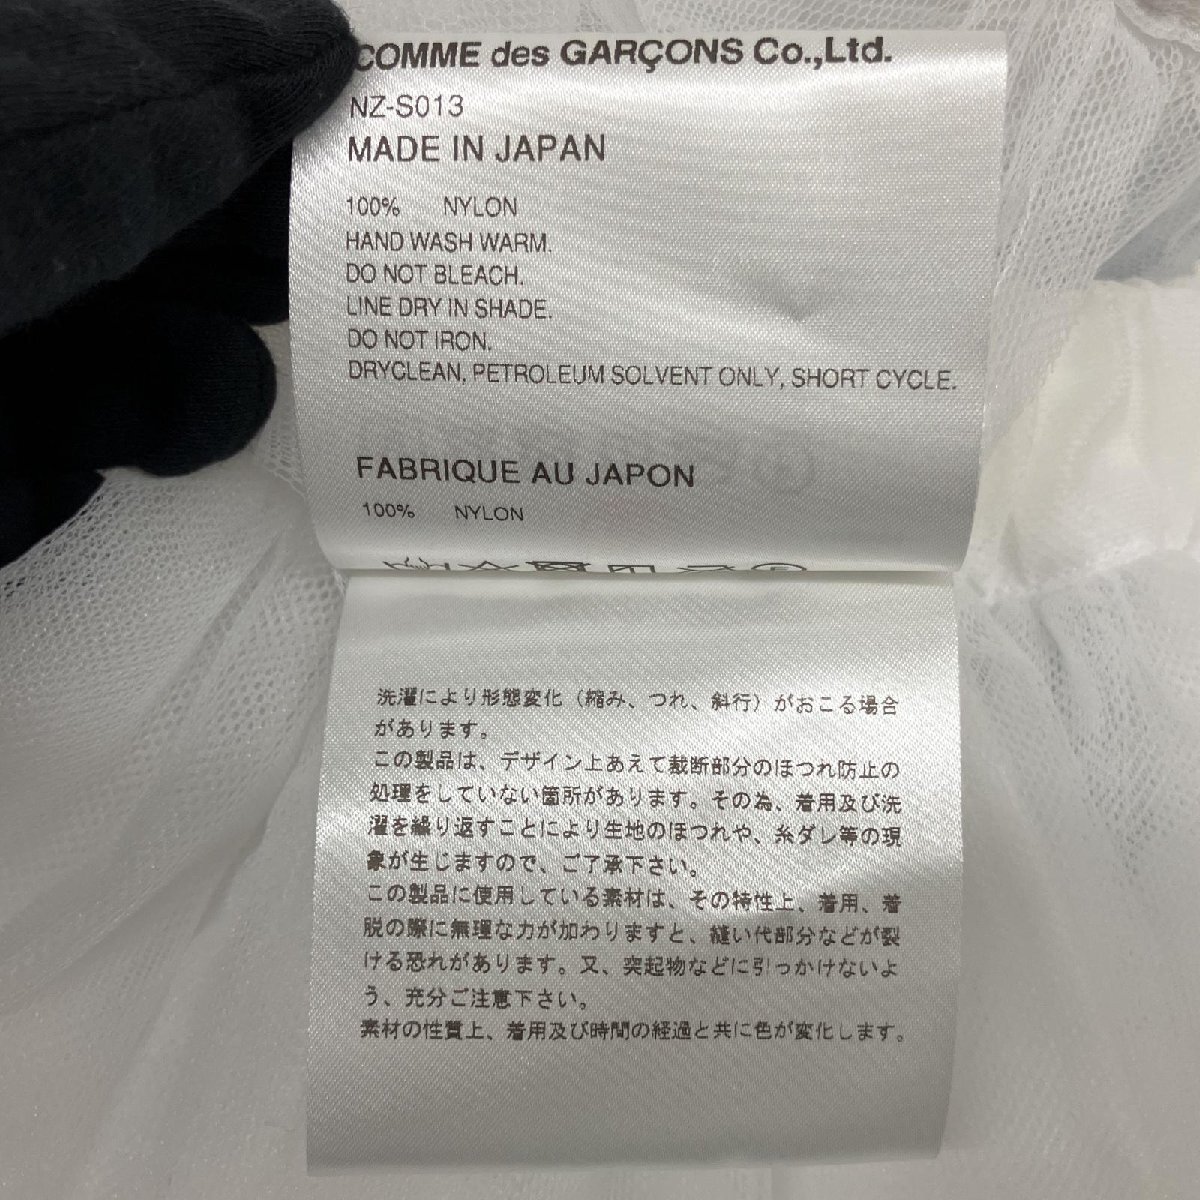 COMME des GARÇONS Co.,Ltd.
NZ-S013
MADE IN JAPAN
100% NYLON
HAND WASH WARM.
DO NOT BLEACH.
LINE DRY IN SHADE.
DO NOT IRON.
DRYCLEAN, PETROLEUM SOLVENT ONLY, SHORT CYCLE.
FABRIQUE AU JAPON
100% NYLON
洗濯により形態変化（縮み、つれ、斜行）がおこる場合
があります。
この製品は、デザイン上あえて裁断部分のほつれ防止の
処理をしていない箇所があります。その為、着用及び洗
濯を繰り返すことにより生地のほつれや、糸ダレ等の現
象が生じますので、ご了承下さい。
この製品に使用している素材は、その特性上、着用、着
脱の際に無理な力が加わりますと、縫い代部分などが裂
ける恐れがあります。又、突起物などに引っかけないよ
う、充分ご注意下さい。
素材の性質上、着用及び時間の経過と共に色が変化します。